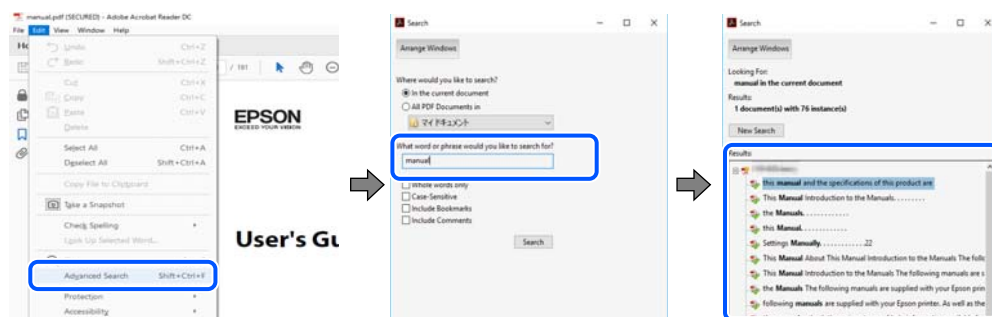 manual.pdf (SECURED) - Adobe Acrobat Reader DC
File Edit View Window Help
Undo Ctrl+Z
Redo Shift+Ctrl+Z
Cut Ctrl+X
Copy Ctrl+C
Paste Ctrl+V
Delete
Select All Ctrl+A
Deselect All Shift+Ctrl+A
Copy File to Clipboard
Take a Snapshot
Check Spelling
Look Up Selected Word...
Advanced Search Shift+Ctrl+F
Protection
Accessibility
/ 181
EPSON
EXCEED YOUR VISION
User's Gu
Search
Arrange Windows
Where would you like to search?
In the current document
All PDF Documents in
マイ ドキュメント
What word or phrase would you like to search for?
manual
Whole words only
Case-Sensitive
Include Bookmarks
Include Comments
Search
Search
Arrange Windows
Looking For:
manual in the current document
Results:
1 document(s) with 76 instance(s)
New Search
Results:
this manual and the specifications of this product are
This Manual Introduction to the Manuals. . . . . . . . .
the Manuals. . . . . . . . . . . .
this Manual. . . . . . . . . . . .
Settings Manually. . . . . . . . . . . .22
This Manual About This Manual Introduction to the Manuals The follo
This Manual Introduction to the Manuals The following manuals are s
the Manuals The following manuals are supplied with your Epson prin
following manuals are supplied with your Epson printer. As well as the